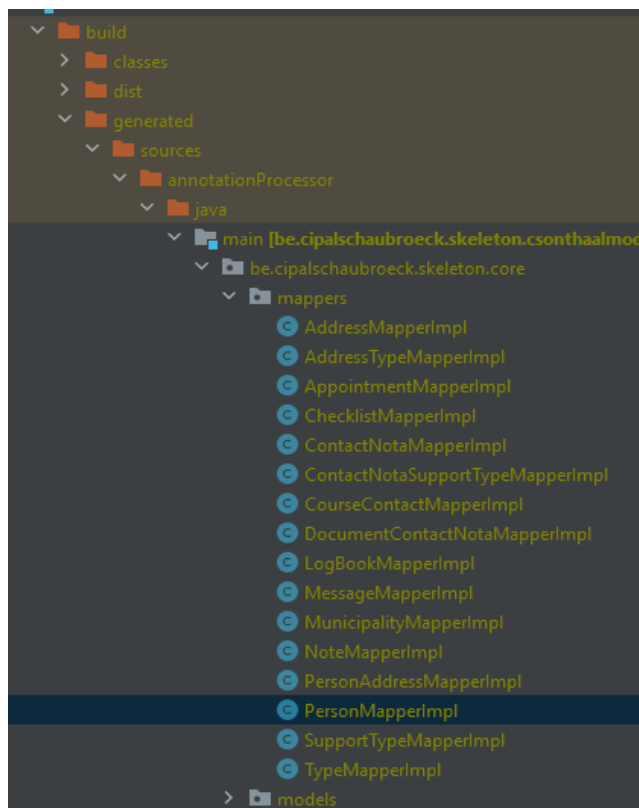 build
classes
dist
generated
sources
annotationProcessor
java
main [be.cipalschaubroeck.skeleton.csonthaalmod
be.cipalschaubroeck.skeleton.core
mappers
AddressMapperImpl
AddressTypeMapperImpl
AppointmentMapperImpl
ChecklistMapperImpl
ContactNotaMapperImpl
ContactNotaSupportTypeMapperImpl
CourseContactMapperImpl
DocumentContactNotaMapperImpl
LogBookMapperImpl
MessageMapperImpl
MunicipalityMapperImpl
NoteMapperImpl
PersonAddressMapperImpl
PersonMapperImpl
SupportTypeMapperImpl
TypeMapperImpl
models